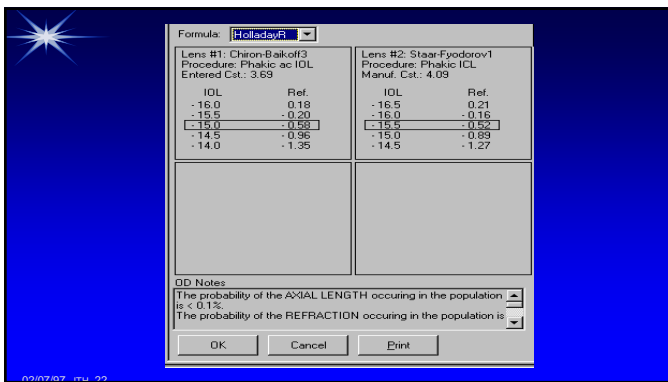 Formula: HolladayR
Lens #1: Chiron-Baikoff3
Procedure: Phakic ac IOL
Entered Cst.: 3.69
IOL Ref.
- 16.0 0.18
- 15.5 - 0.20
- 15.0 - 0.58
- 14.5 - 0.96
- 14.0 - 1.35
Lens #2: Staar-Fyodorov1
Procedure: Phakic ICL
Manuf. Cst.: 4.09
IOL Ref.
- 16.5 0.21
- 16.0 - 0.16
- 15.5 - 0.52
- 15.0 - 0.89
- 14.5 - 1.27
OD Notes
The probability of the AXIAL LENGTH occuring in the population
is < 0.1%.
The probability of the REFRACTION occuring in the population is
OK Cancel Print
02/07/97 JTH 22